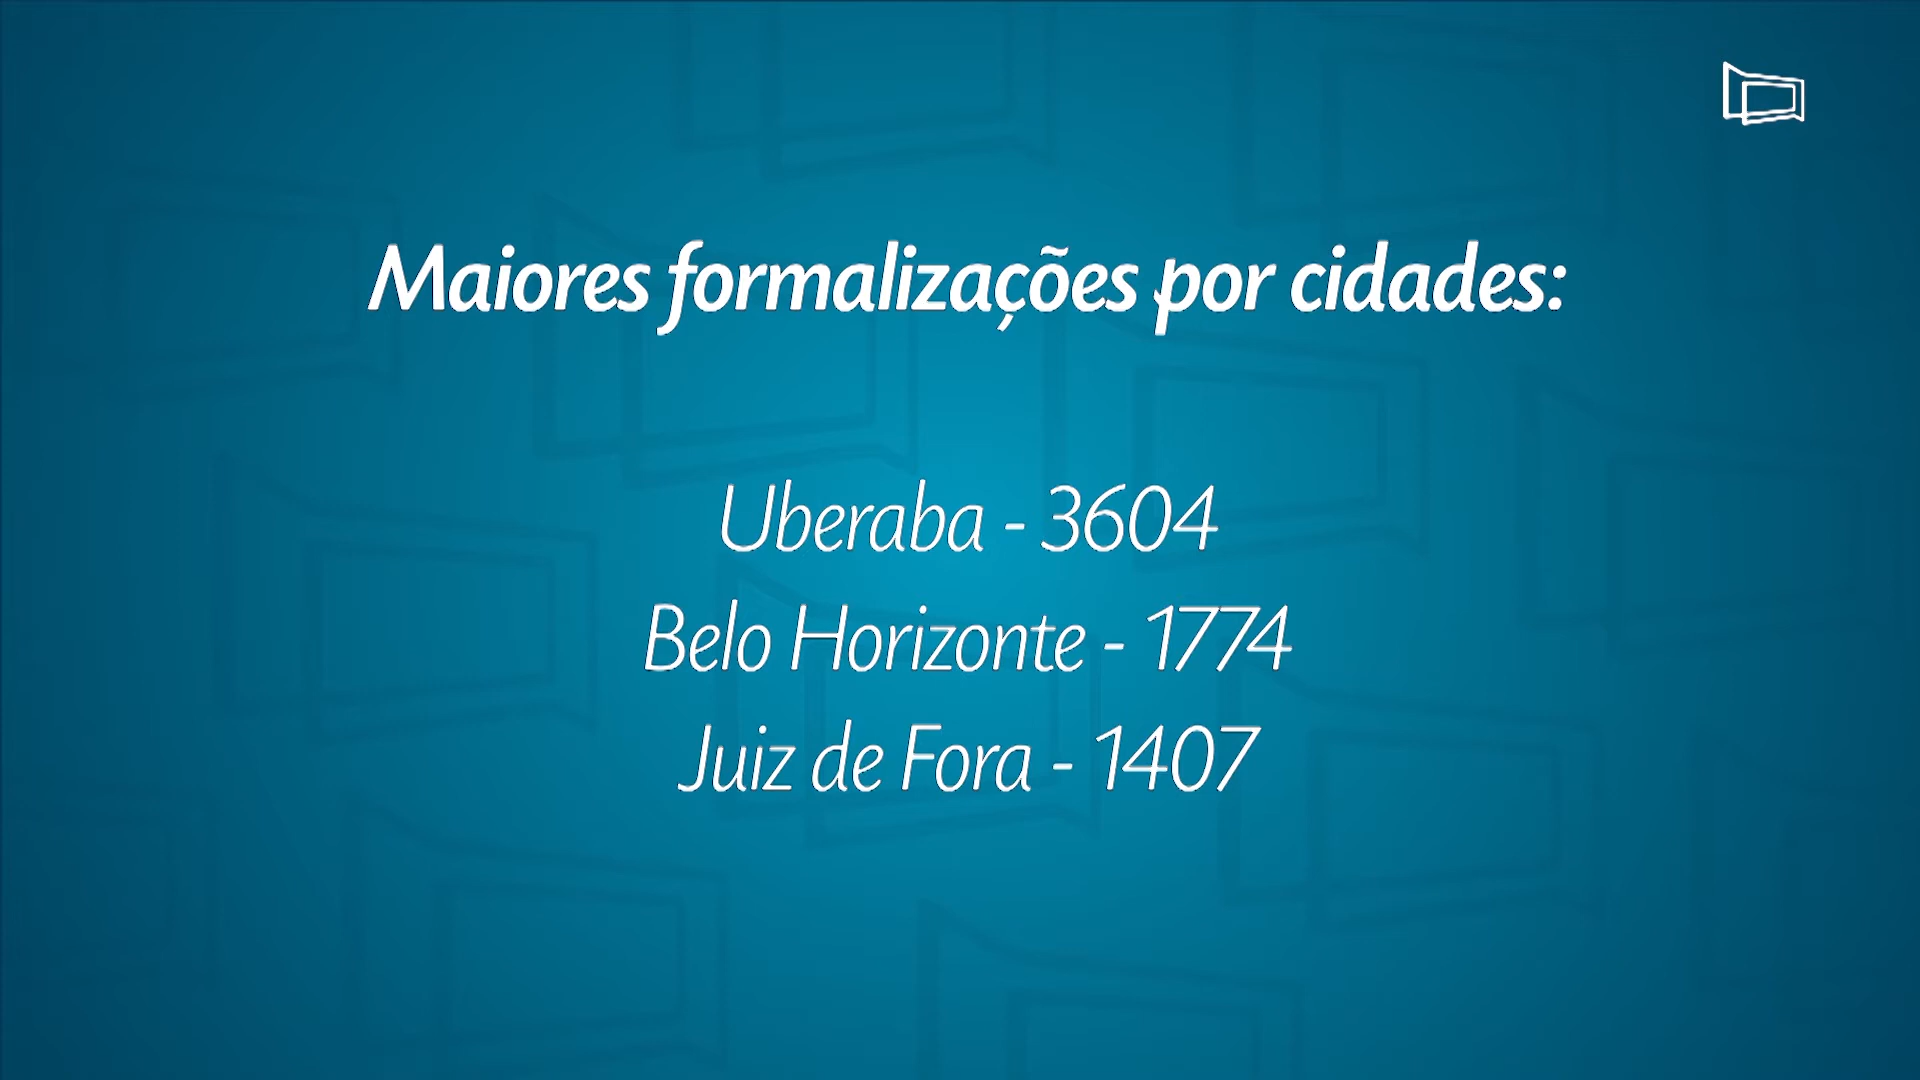 Maiores formalizações por cidades:
Uberaba - 3604
Belo Horizonte - 1774
Juiz de Fora - 1407